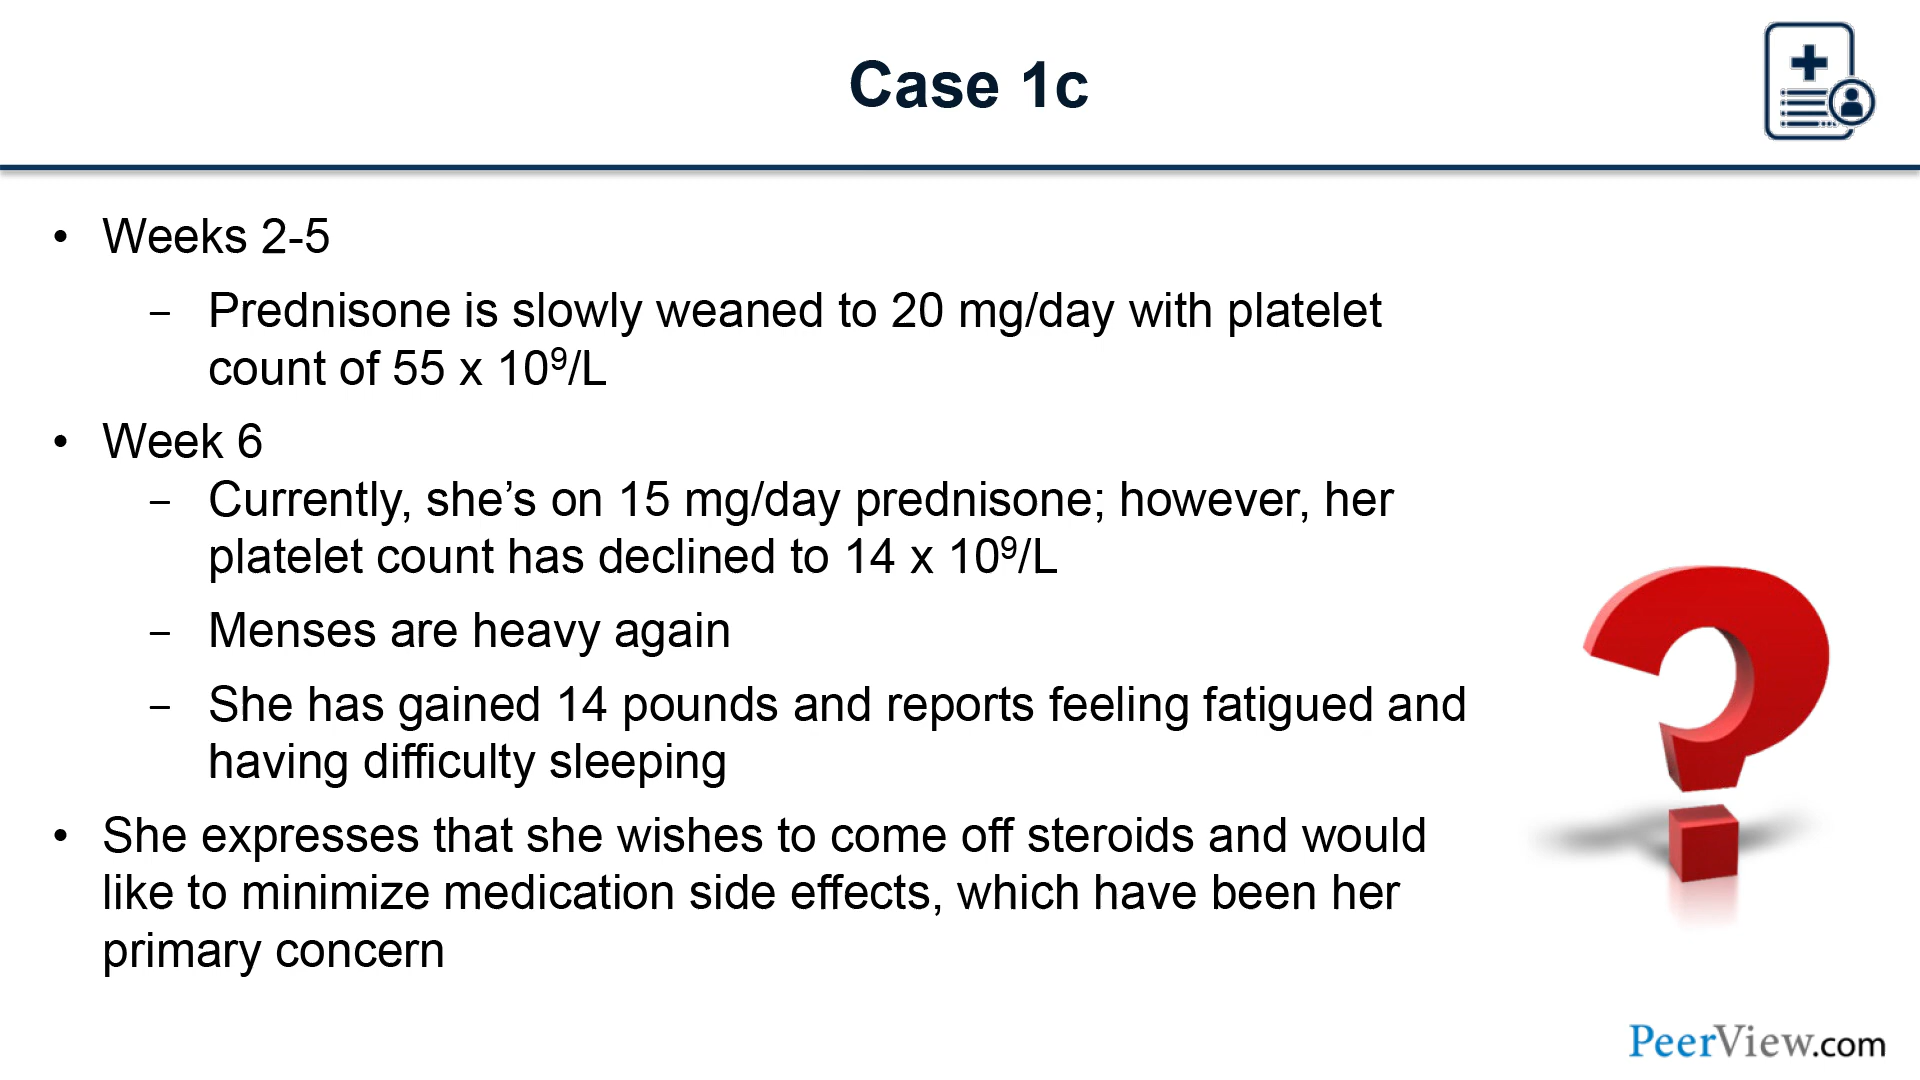 Case 1c
• Weeks 2-5
– Prednisone is slowly weaned to 20 mg/day with platelet
count of 55 x 10⁹/L
• Week 6
– Currently, she’s on 15 mg/day prednisone; however, her
platelet count has declined to 14 x 10⁹/L
– Menses are heavy again
– She has gained 14 pounds and reports feeling fatigued and
having difficulty sleeping
• She expresses that she wishes to come off steroids and would
like to minimize medication side effects, which have been her
primary concern
PeerView.com